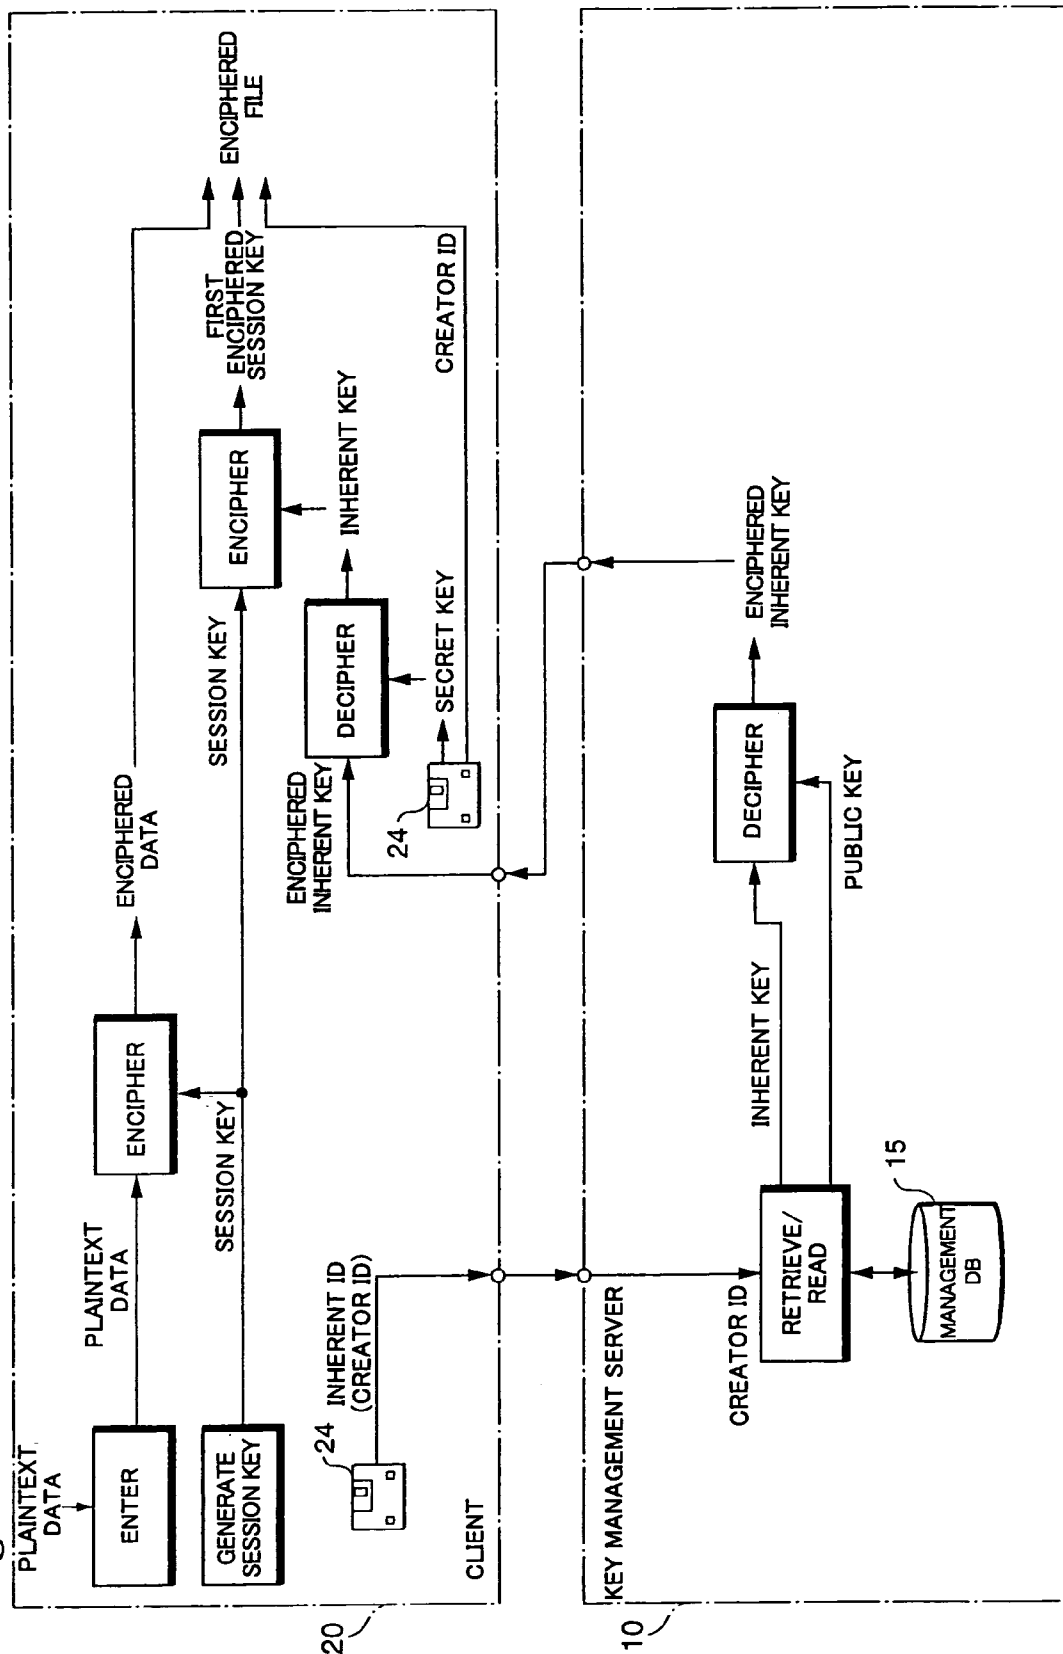 PLAINTEXT
DATA
ENTER
PLAINTEXT
DATA
ENCIPHER
ENCIPHERED
DATA
GENERATE
SESSION KEY
SESSION KEY
SESSION KEY
ENCIPHER
FIRST
ENCIPHERED
SESSION KEY
ENCIPHERED
FILE
24
INHERENT ID
(CREATOR ID)
ENCIPHERED
INHERENT KEY
DECIPHER
INHERENT KEY
24
SECRET KEY
CREATOR ID
CLIENT
20
KEY MANAGEMENT SERVER
10
CREATOR ID
RETRIEVE/
READ
INHERENT KEY
PUBLIC KEY
DECIPHER
ENCIPHERED
INHERENT KEY
15
MANAGEMENT
DB